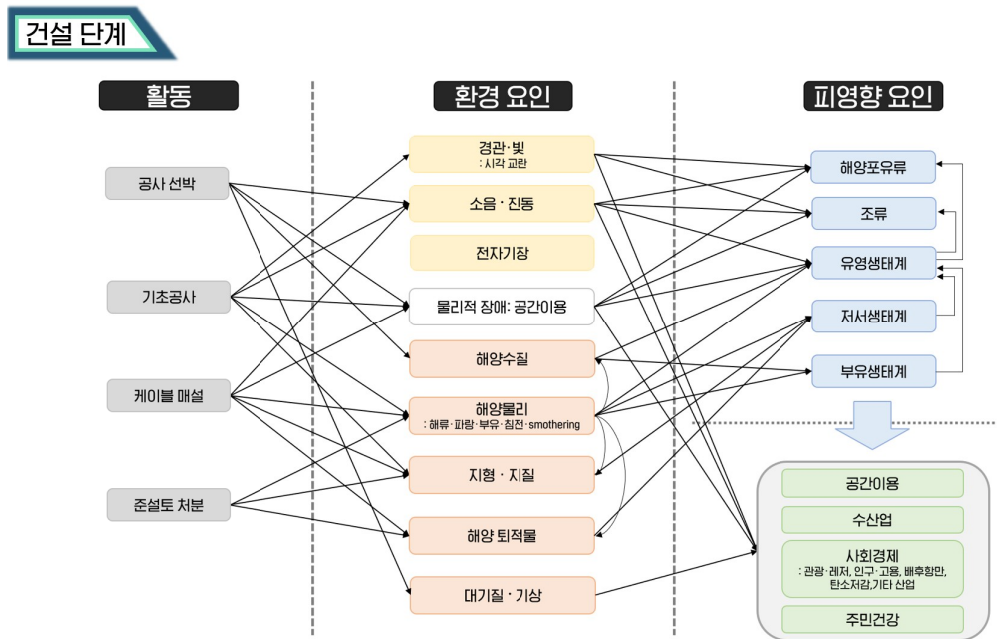 건설 단계
활동
환경 요인
피영향 요인
공사 선박
기초공사
케이블 매설
준설토 처분
경관·빛
: 시각 교란
소음 · 진동
전자기장
물리적 장애: 공간이용
해양수질
해양물리
: 해류·파랑·부유·침전·smothering
지형 · 지질
해양 퇴적물
대기질 · 기상
해양포유류
조류
유영생태계
저서생태계
부유생태계
공간이용
수산업
사회경제
: 관광·레저, 인구·고용, 배후항만,
탄소저감,기타 산업
주민건강